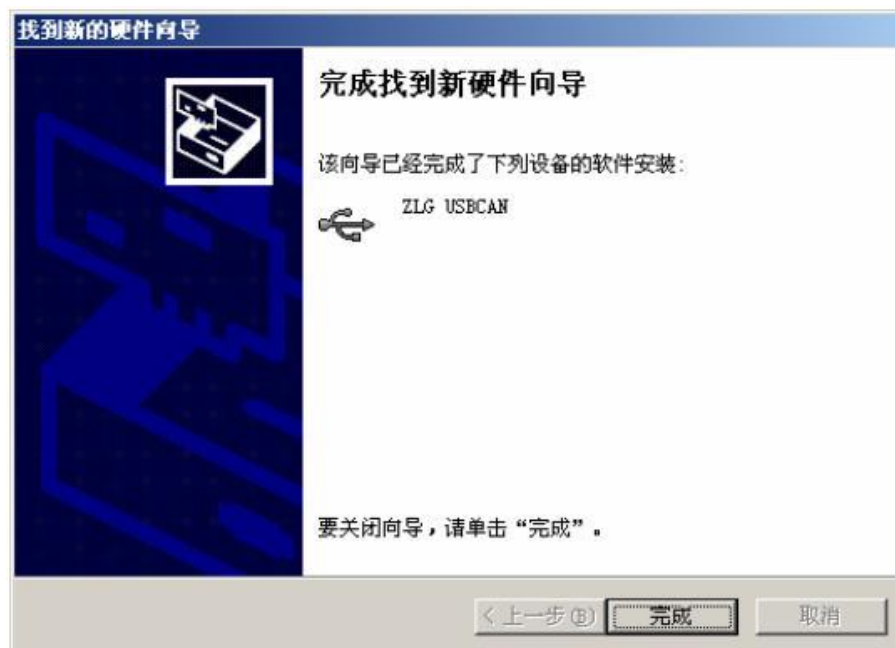 找到新的硬件向导
完成找到新硬件向导
该向导已经完成了下列设备的软件安装:
ZLG USBCAN
要关闭向导,请单击“完成”。
< 上一步(B)
完成
取消